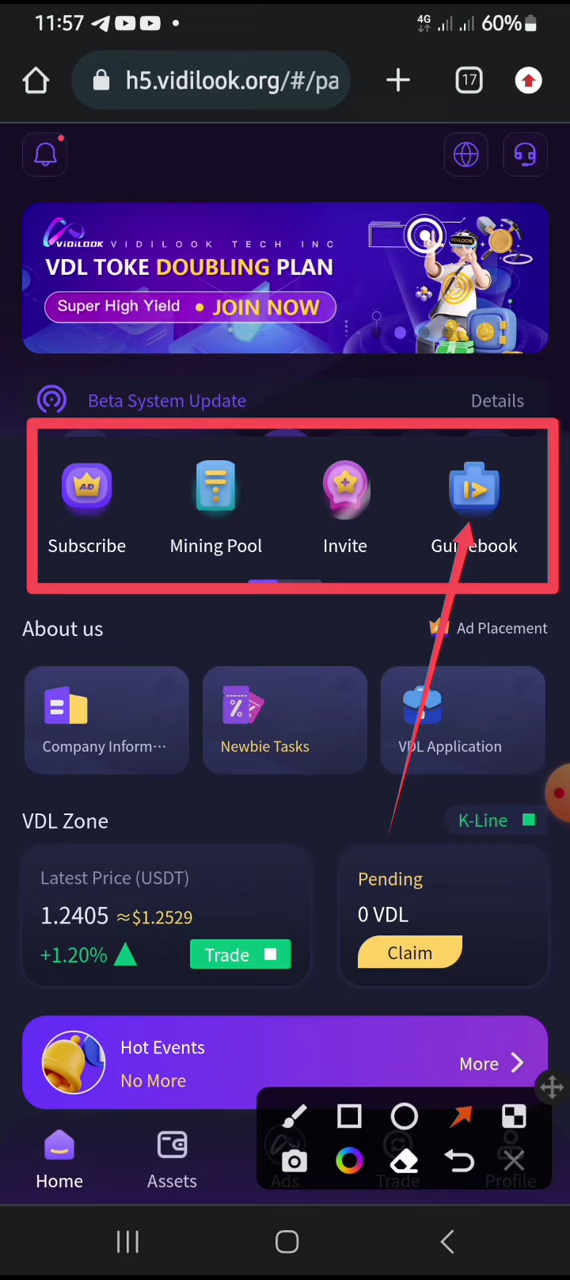 11:57 4G 60%
h5.vidilook.org/#/pa 17
ViDiLOOK VIDILOOK TECH INC
VDL TOKE DOUBLING PLAN
Super High Yield • JOIN NOW
VIDILOOK
Beta System Update Details
AD
Subscribe Mining Pool Invite Guidebook
About us Ad Placement
Company Inform··· Newbie Tasks VDL Application
VDL Zone K-Line
Latest Price (USDT) Pending
1.2405 ≈$1.2529 0 VDL
+1.20% Trade Claim
Hot Events
No More More
Home Assets Ads Trade Profile